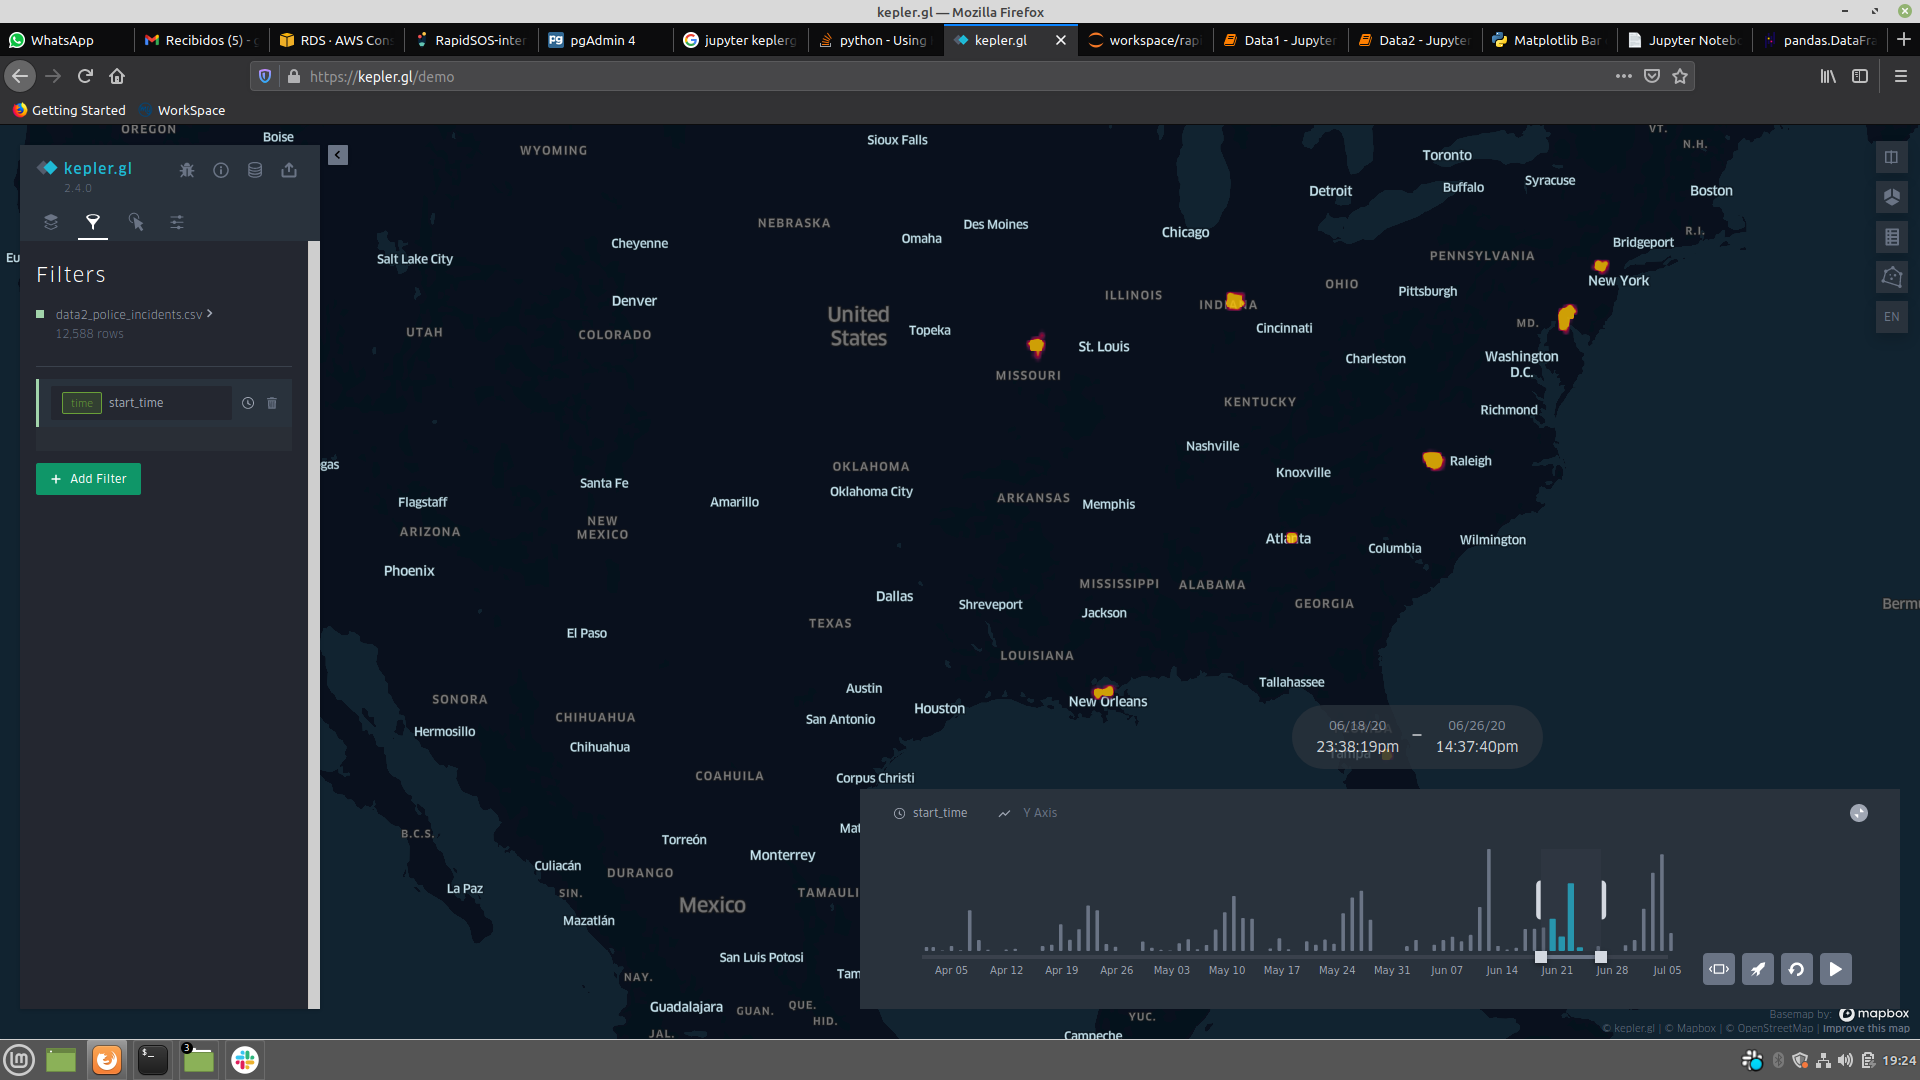 kepler.gl — Mozilla Firefox
WhatsApp
Recibidos (5) - g
RDS · AWS Cons
RapidSOS-inter
pgAdmin 4
jupyter keplerg
python - Using
kepler.gl
workspace/rapi
Data1 - Jupyter
Data2 - Jupyter
Matplotlib Bar
Jupyter Notebo
pandas.DataFra
https://kepler.gl/demo
Getting Started
WorkSpace
OREGON
Boise
WYOMING
Sioux Falls
VT.
N.H.
Toronto
Detroit
Buffalo
Syracuse
Boston
kepler.gl
2.4.0
NEBRASKA
Des Moines
Omaha
Chicago
Cheyenne
R.I.
Bridgeport
PENNSYLVANIA
Eu
Salt Lake City
Filters
New York
OHIO
Pittsburgh
ILLINOIS
INDIANA
Denver
United
States
data2_police_incidents.csv
12,588 rows
EN
UTAH
COLORADO
Topeka
Cincinnati
MD.
St. Louis
Charleston
Washington
D.C.
MISSOURI
time
start_time
KENTUCKY
Richmond
Nashville
gas
OKLAHOMA
Knoxville
Raleigh
+ Add Filter
Santa Fe
Oklahoma City
Flagstaff
Amarillo
ARKANSAS
Memphis
ARIZONA
NEW
MEXICO
Atlanta
Columbia
Wilmington
Phoenix
MISSISSIPPI
ALABAMA
Dallas
Shreveport
Jackson
GEORGIA
Bermu
TEXAS
El Paso
LOUISIANA
Austin
Tallahassee
SONORA
New Orleans
Houston
CHIHUAHUA
San Antonio
Hermosillo
Chihuahua
06/18/20
23:38:19pm
–
06/26/20
14:37:40pm
Tampa
COAHUILA
Corpus Christi
start_time
Y Axis
B.C.S.
Torreón
Mat
Monterrey
Culiacán
DURANGO
La Paz
SIN.
TAMAULI
Mexico
Mazatlán
San Luis Potosi
NAY.
Tam
Apr 05
Apr 12
Apr 19
Apr 26
May 03
May 10
May 17
May 24
May 31
Jun 07
Jun 14
Jun 21
Jun 28
Jul 05
Guadalajara
GUAN.
QUE.
HID.
JAL.
YUC.
Campeche
Basemap by:
mapbox
© kepler.gl | © Mapbox | © OpenStreetMap | Improve this map
3
19:24